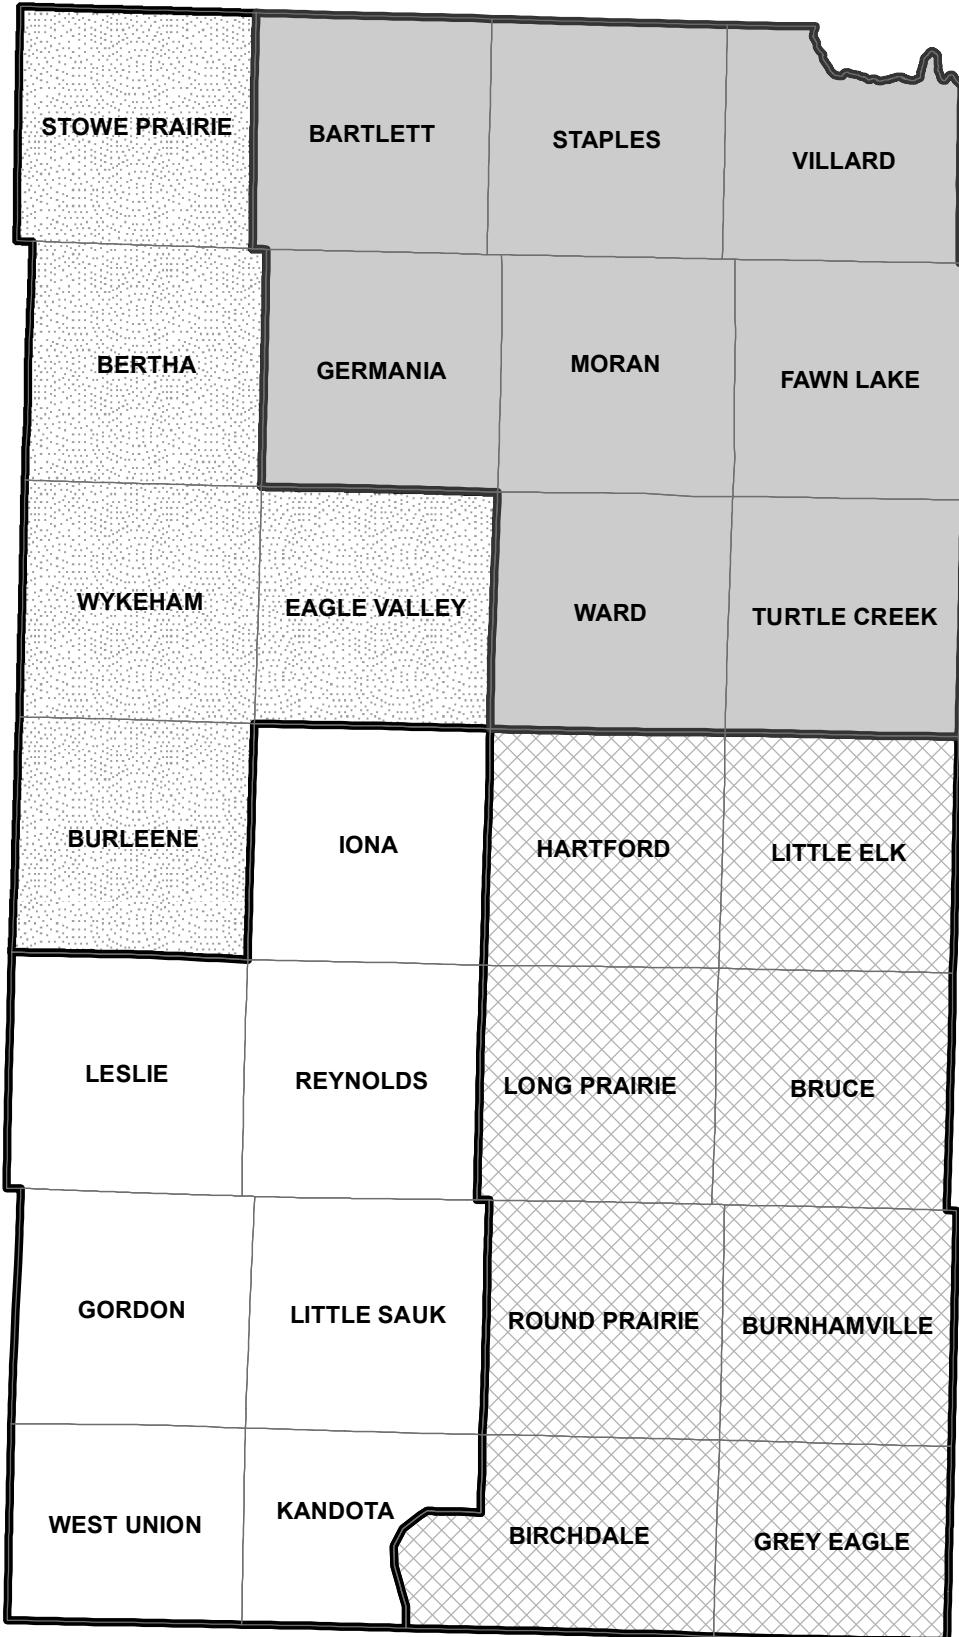 STOWE PRAIRIE
BARTLETT
STAPLES
VILLARD
BERTHA
GERMANIA
MORAN
FAWN LAKE
WYKEHAM
EAGLE VALLEY
WARD
TURTLE CREEK
BURLEENE
IONA
HARTFORD
LITTLE ELK
LESLIE
REYNOLDS
LONG PRAIRIE
BRUCE
GORDON
LITTLE SAUK
ROUND PRAIRIE
BURNHAMVILLE
WEST UNION
KANDOTA
BIRCHDALE
GREY EAGLE